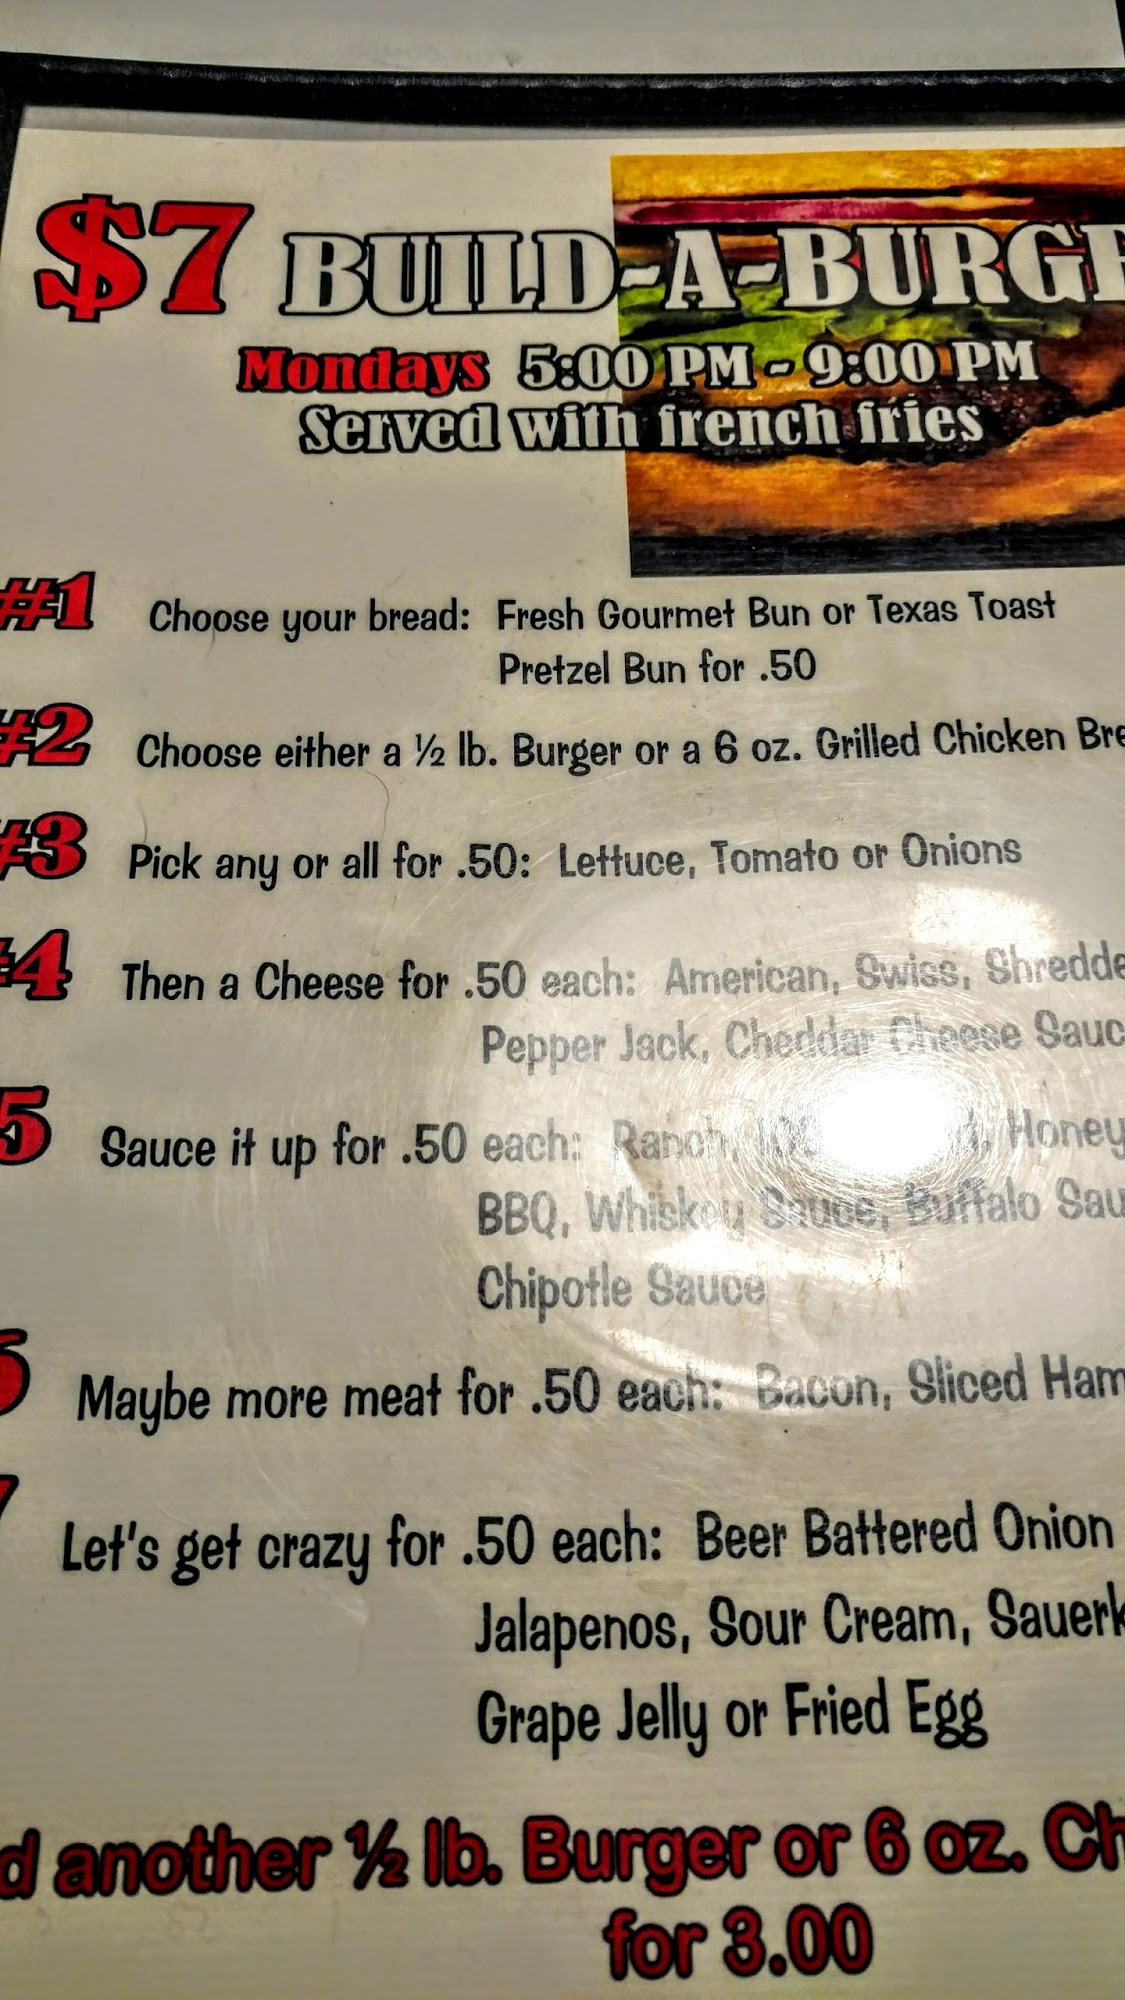 $7 BUILD-A-BURGE
Mondays 5:00 PM - 9:00 PM
Served with french fries
#1 Choose your bread: Fresh Gourmet Bun or Texas Toast
Pretzel Bun for .50
#2 Choose either a ½ lb. Burger or a 6 oz. Grilled Chicken Bre
#3 Pick any or all for .50: Lettuce, Tomato or Onions
#4 Then a Cheese for .50 each: American, Swiss, Shredde
Pepper Jack, Cheddar Cheese Sauc
5 Sauce it up for .50 each: Ranch, Honey
BBQ, Whiskey Sauce, Buffalo Sau
Chipotle Sauce
Maybe more meat for .50 each: Bacon, Sliced Ham
Let's get crazy for .50 each: Beer Battered Onion
Jalapenos, Sour Cream, Sauerk
Grape Jelly or Fried Egg
d another ½ lb. Burger or 6 oz. Ch
for 3.00